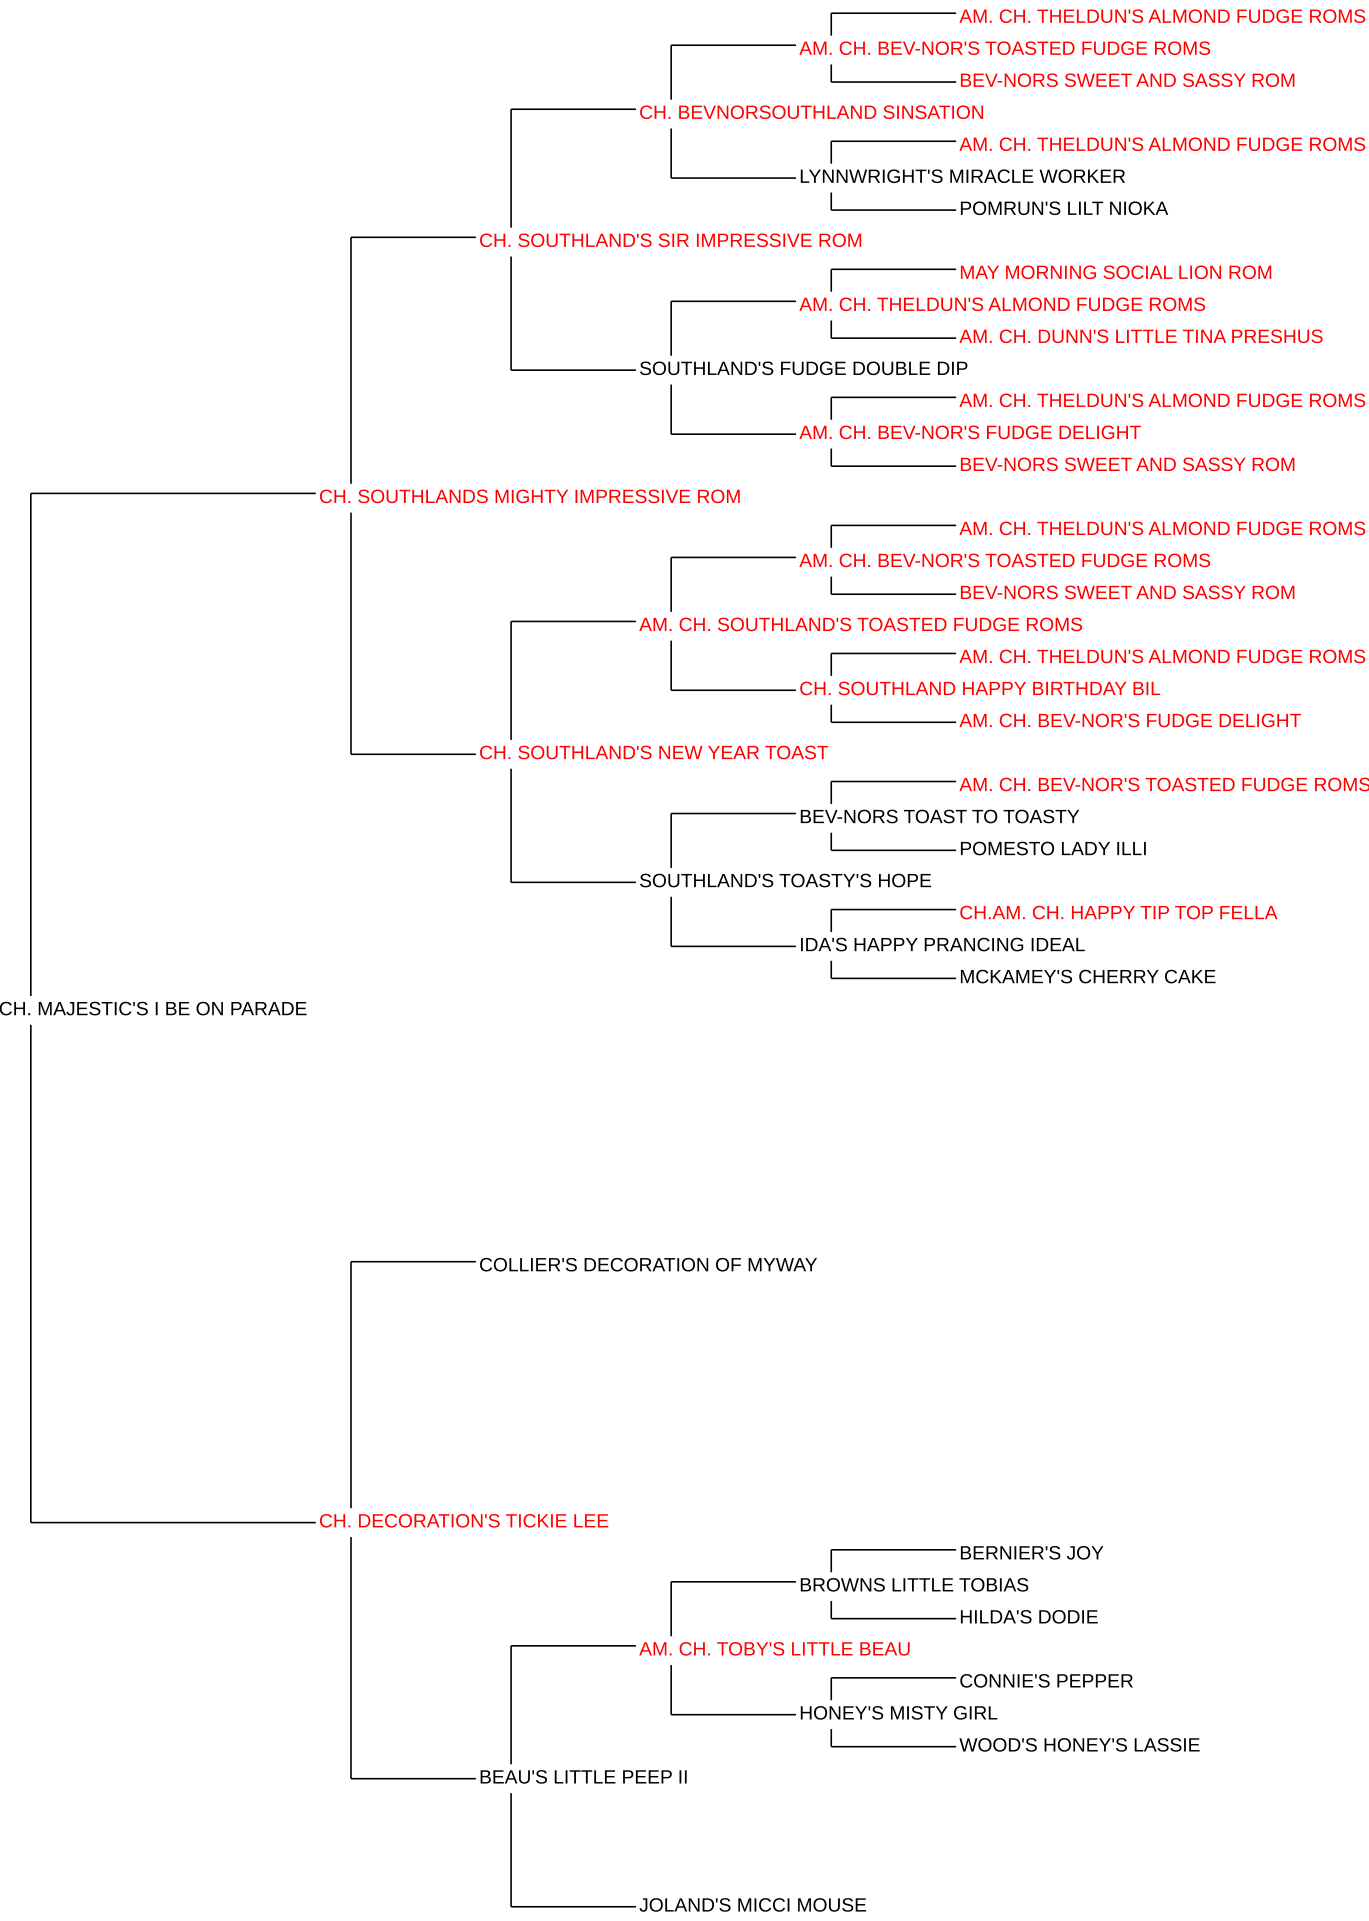 AM. CH. THELDUN'S ALMOND FUDGE ROMS
AM. CH. BEV-NOR'S TOASTED FUDGE ROMS
BEV-NORS SWEET AND SASSY ROM
CH. BEVNORSOUTHLAND SINSATION
AM. CH. THELDUN'S ALMOND FUDGE ROMS
LYNNWRIGHT'S MIRACLE WORKER
POMRUN'S LILT NIOKA
CH. SOUTHLAND'S SIR IMPRESSIVE ROM
MAY MORNING SOCIAL LION ROM
AM. CH. THELDUN'S ALMOND FUDGE ROMS
AM. CH. DUNN'S LITTLE TINA PRESHUS
SOUTHLAND'S FUDGE DOUBLE DIP
AM. CH. THELDUN'S ALMOND FUDGE ROMS
AM. CH. BEV-NOR'S FUDGE DELIGHT
BEV-NORS SWEET AND SASSY ROM
CH. SOUTHLANDS MIGHTY IMPRESSIVE ROM
AM. CH. THELDUN'S ALMOND FUDGE ROMS
AM. CH. BEV-NOR'S TOASTED FUDGE ROMS
BEV-NORS SWEET AND SASSY ROM
AM. CH. SOUTHLAND'S TOASTED FUDGE ROMS
AM. CH. THELDUN'S ALMOND FUDGE ROMS
CH. SOUTHLAND HAPPY BIRTHDAY BIL
AM. CH. BEV-NOR'S FUDGE DELIGHT
CH. SOUTHLAND'S NEW YEAR TOAST
AM. CH. BEV-NOR'S TOASTED FUDGE ROMS
BEV-NORS TOAST TO TOASTY
POMESTO LADY ILLI
SOUTHLAND'S TOASTY'S HOPE
CH.AM. CH. HAPPY TIP TOP FELLA
IDA'S HAPPY PRANCING IDEAL
MCKAMEY'S CHERRY CAKE
CH. MAJESTIC'S I BE ON PARADE
COLLIER'S DECORATION OF MYWAY
CH. DECORATION'S TICKIE LEE
BERNIER'S JOY
BROWNS LITTLE TOBIAS
HILDA'S DODIE
AM. CH. TOBY'S LITTLE BEAU
CONNIE'S PEPPER
HONEY'S MISTY GIRL
WOOD'S HONEY'S LASSIE
BEAU'S LITTLE PEEP II
JOLAND'S MICCI MOUSE